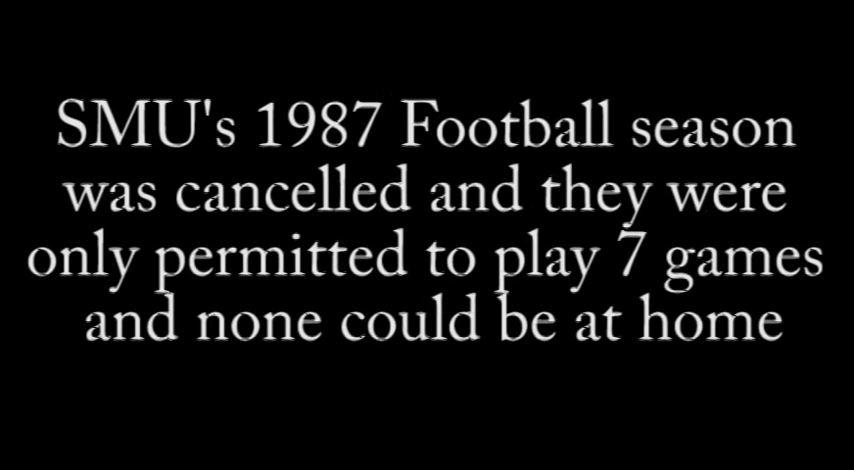 SMU's 1987 Football season
was cancelled and they were
only permitted to play 7 games
and none could be at home